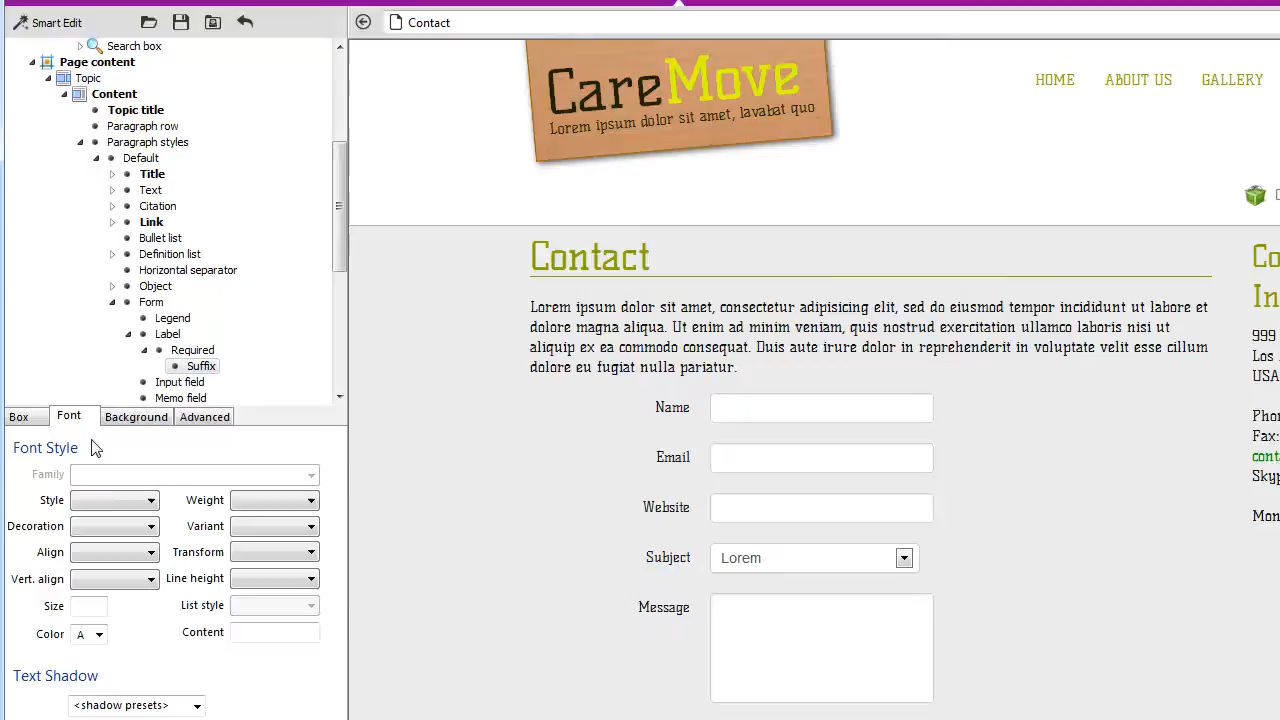 Smart Edit
Contact
Search box
Page content
Topic
Content
Topic title
Paragraph row
Paragraph styles
Default
Title
Text
Citation
Link
Bullet list
Definition list
Horizontal separator
Object
Form
Legend
Label
Required
Suffix
Input field
Memo field
Box
Font
Background
Advanced
Font Style
Family
Style
Weight
Decoration
Variant
Align
Transform
Vert. align
Line height
Size
List style
Color
A
Content
Text Shadow
<shadow presets>
CareMove
Lorem ipsum dolor sit amet, lavabat quo
HOME
ABOUT US
GALLERY
Contact
Lorem ipsum dolor sit amet, consectetur adipisicing elit, sed do eiusmod tempor incididunt ut labore et
dolore magna aliqua. Ut enim ad minim veniam, quis nostrud exercitation ullamco laboris nisi ut
aliquip ex ea commodo consequat. Duis aute irure dolor in reprehenderit in voluptate velit esse cillum
dolore eu fugiat nulla pariatur.
Name
Email
Website
Subject
Lorem
Message
Co
In
999
Los
USA
Phon
Fax:
cont
Skyp
Mon